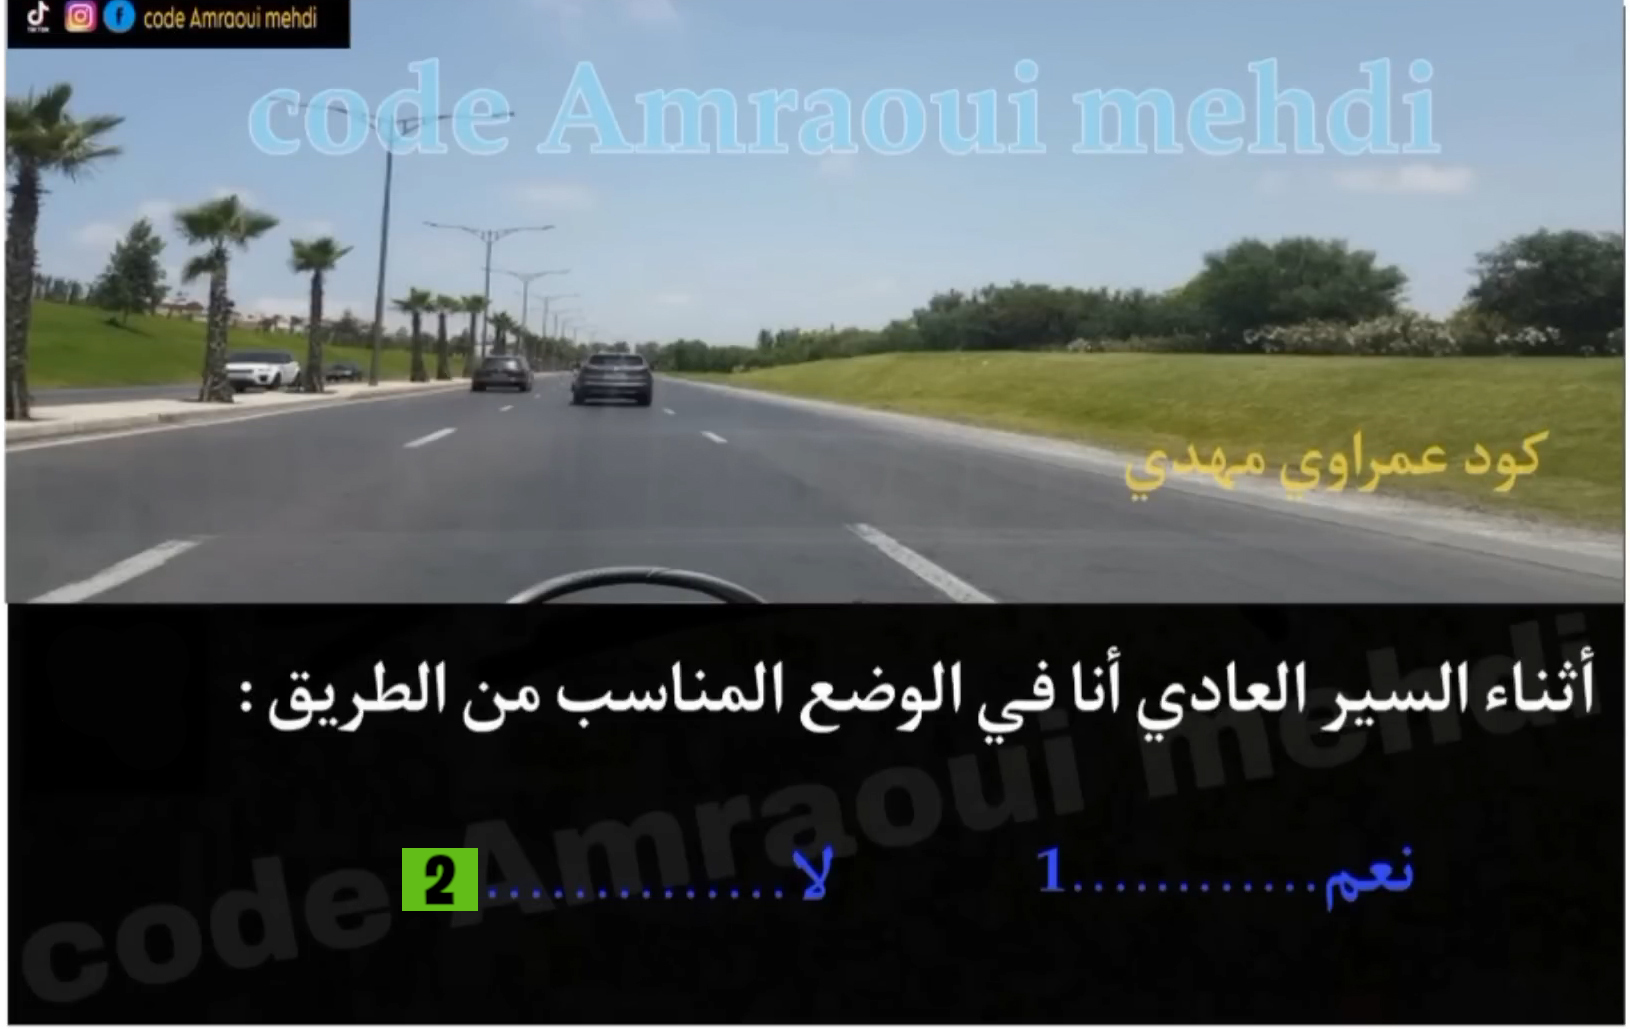 code Amraoui mehdi
code Amraoui mehdi
كود عمراوي مهدي
أثناء السير العادي أنا في الوضع المناسب من الطريق :
نعم............1 لا...............2
code Amraoui mehdi